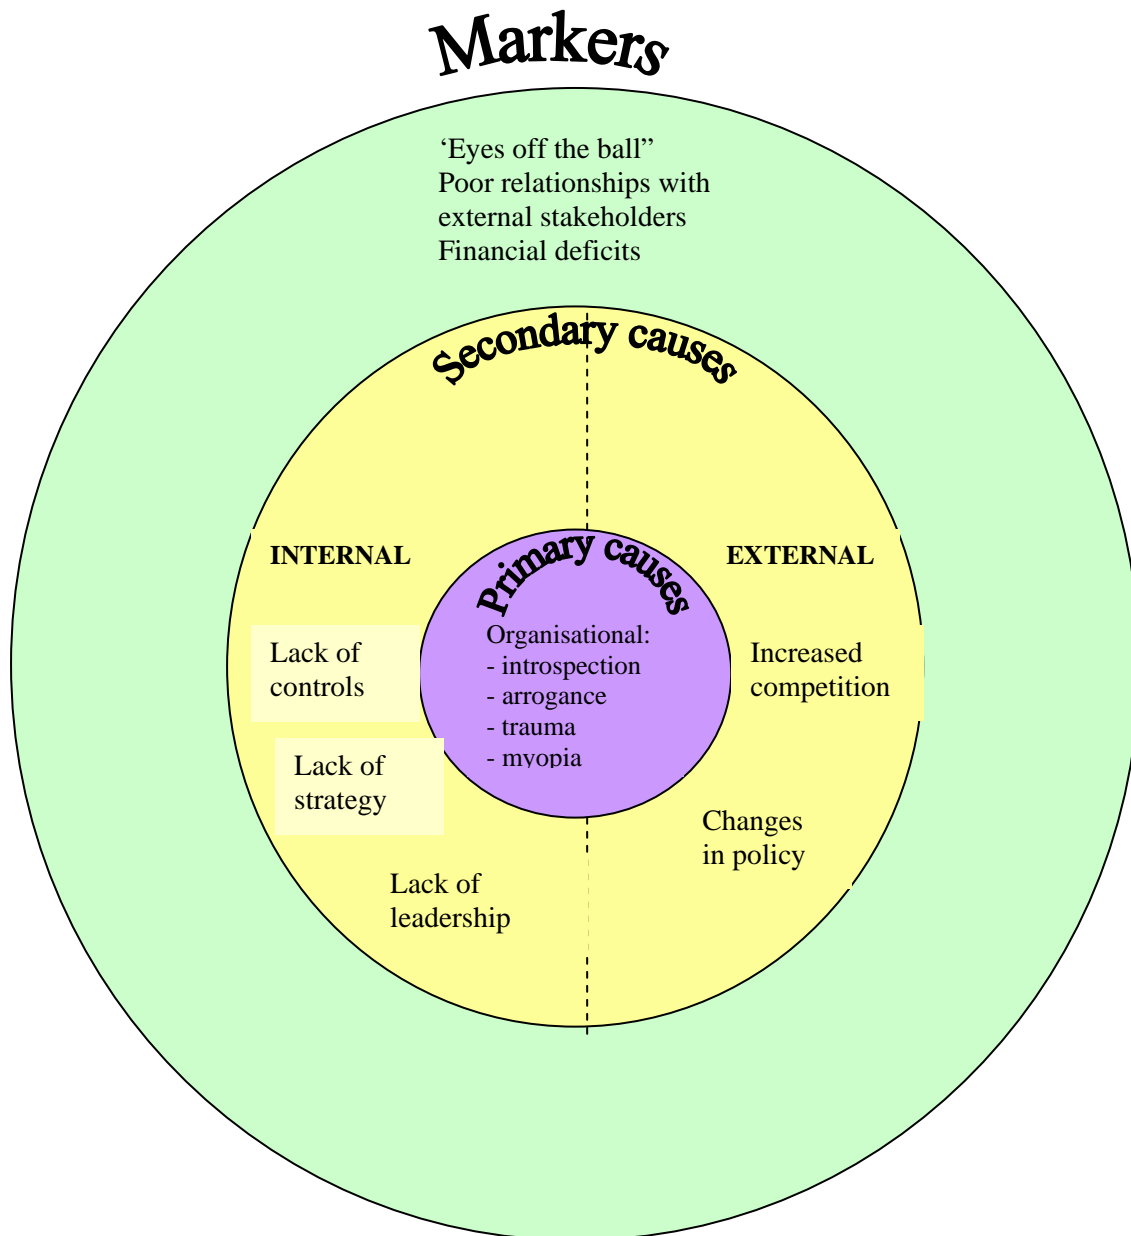 Markers
‘Eyes off the ball”
Poor relationships with
external stakeholders
Financial deficits
Secondary causes
INTERNAL
Lack of
controls
Lack of
strategy
Lack of
leadership
Primary causes
Organisational:
- introspection
- arrogance
- trauma
- myopia
EXTERNAL
Increased
competition
Changes
in policy